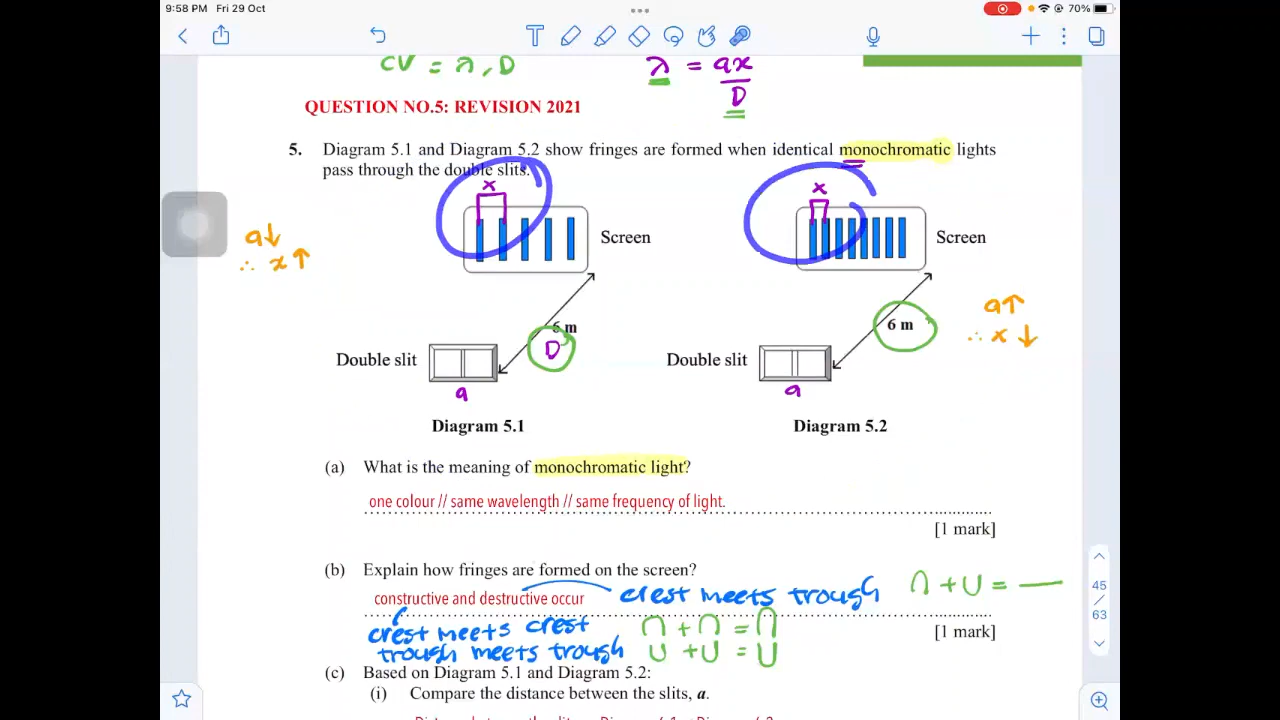 9:58 PM Fri 29 Oct
70%
CV = λ, D
λ = ax/D
QUESTION NO.5: REVISION 2021
5. Diagram 5.1 and Diagram 5.2 show fringes are formed when identical monochromatic lights
pass through the double slits.
x
x
Screen
Screen
a↓
∴ x↑
a↑
∴ x↓
6 m
6 m
D
Double slit
Double slit
a
a
Diagram 5.1
Diagram 5.2
(a) What is the meaning of monochromatic light?
one colour // same wavelength // same frequency of light.
[1 mark]
(b) Explain how fringes are formed on the screen?
constructive and destructive occur
crest meets trough ∩ + U = —
crest meets crest ∩ + ∩ = ∩
[1 mark]
trough meets trough U + U = U
(c) Based on Diagram 5.1 and Diagram 5.2:
(i) Compare the distance between the slits, a.
45
63